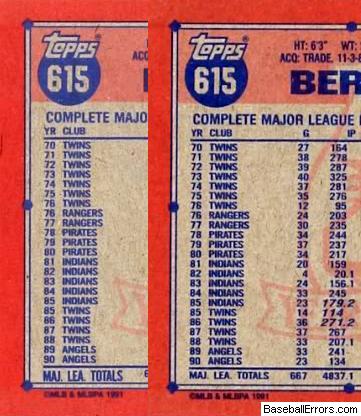 Topps
615
ACQ
COMPLETE MAJO
YR CLUB
70 TWINS
71 TWINS
72 TWINS
73 TWINS
74 TWINS
75 TWINS
76 TWINS
76 RANGERS
77 RANGERS
78 PIRATES
79 PIRATES
80 PIRATES
81 INDIANS
82 INDIANS
83 INDIANS
84 INDIANS
85 INDIANS
85 TWINS
86 TWINS
87 TWINS
88 TWINS
89 ANGELS
90 ANGELS
MAJ. LEA. TOTALS 6
©MLB & MLBPA 1991
Topps
615
HT: 6'3" WT:
ACQ: TRADE, 11-3-8
BER
COMPLETE MAJOR LEAGUE
YR CLUB G IP
70 TWINS 27 164
71 TWINS 38 278
72 TWINS 39 287
73 TWINS 40 325
74 TWINS 37 281
75 TWINS 35 276
76 TWINS 12 95
76 RANGERS 24 203
77 RANGERS 30 235
78 PIRATES 34 244
79 PIRATES 37 237
80 PIRATES 34 217
81 INDIANS 20 159
82 INDIANS 4 20.1
83 INDIANS 24 156.1
84 INDIANS 33 245
85 INDIANS 23 179.2
85 TWINS 14 114
86 TWINS 36 271.2
87 TWINS 37 267
88 TWINS 33 207.1
89 ANGELS 33 241
90 ANGELS 23 134
MAJ. LEA. TOTALS 667 4837.1
©MLB & MLBPA 1991
BaseballErrors.com